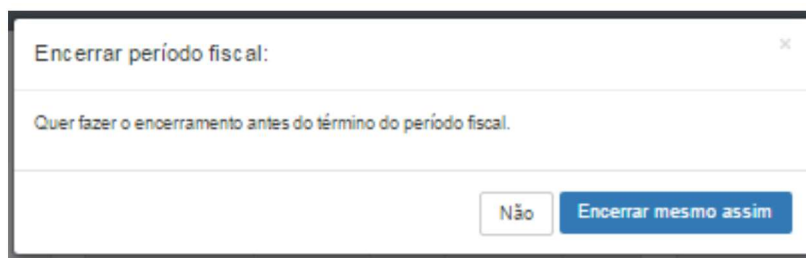 Encerrar período fiscal:
×
Quer fazer o encerramento antes do término do período fiscal.
Não
Encerrar mesmo assim